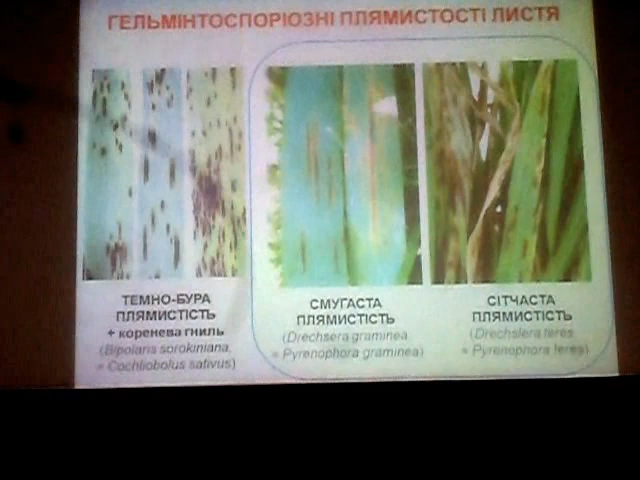 ГЕЛЬМІНТОСПОРІОЗНІ ПЛЯМИСТОСТІ ЛИСТЯ
ТЕМНО-БУРА
ПЛЯМИСТІСТЬ
+ коренева гниль
(Bipolaris sorokiniana,
= Cochliobolus sativus)
СМУГАСТА
ПЛЯМИСТІСТЬ
(Drechsera graminea
= Pyrenophora graminea)
СІТЧАСТА
ПЛЯМИСТІСТЬ
(Drechslera teres
= Pyrenophora teres)